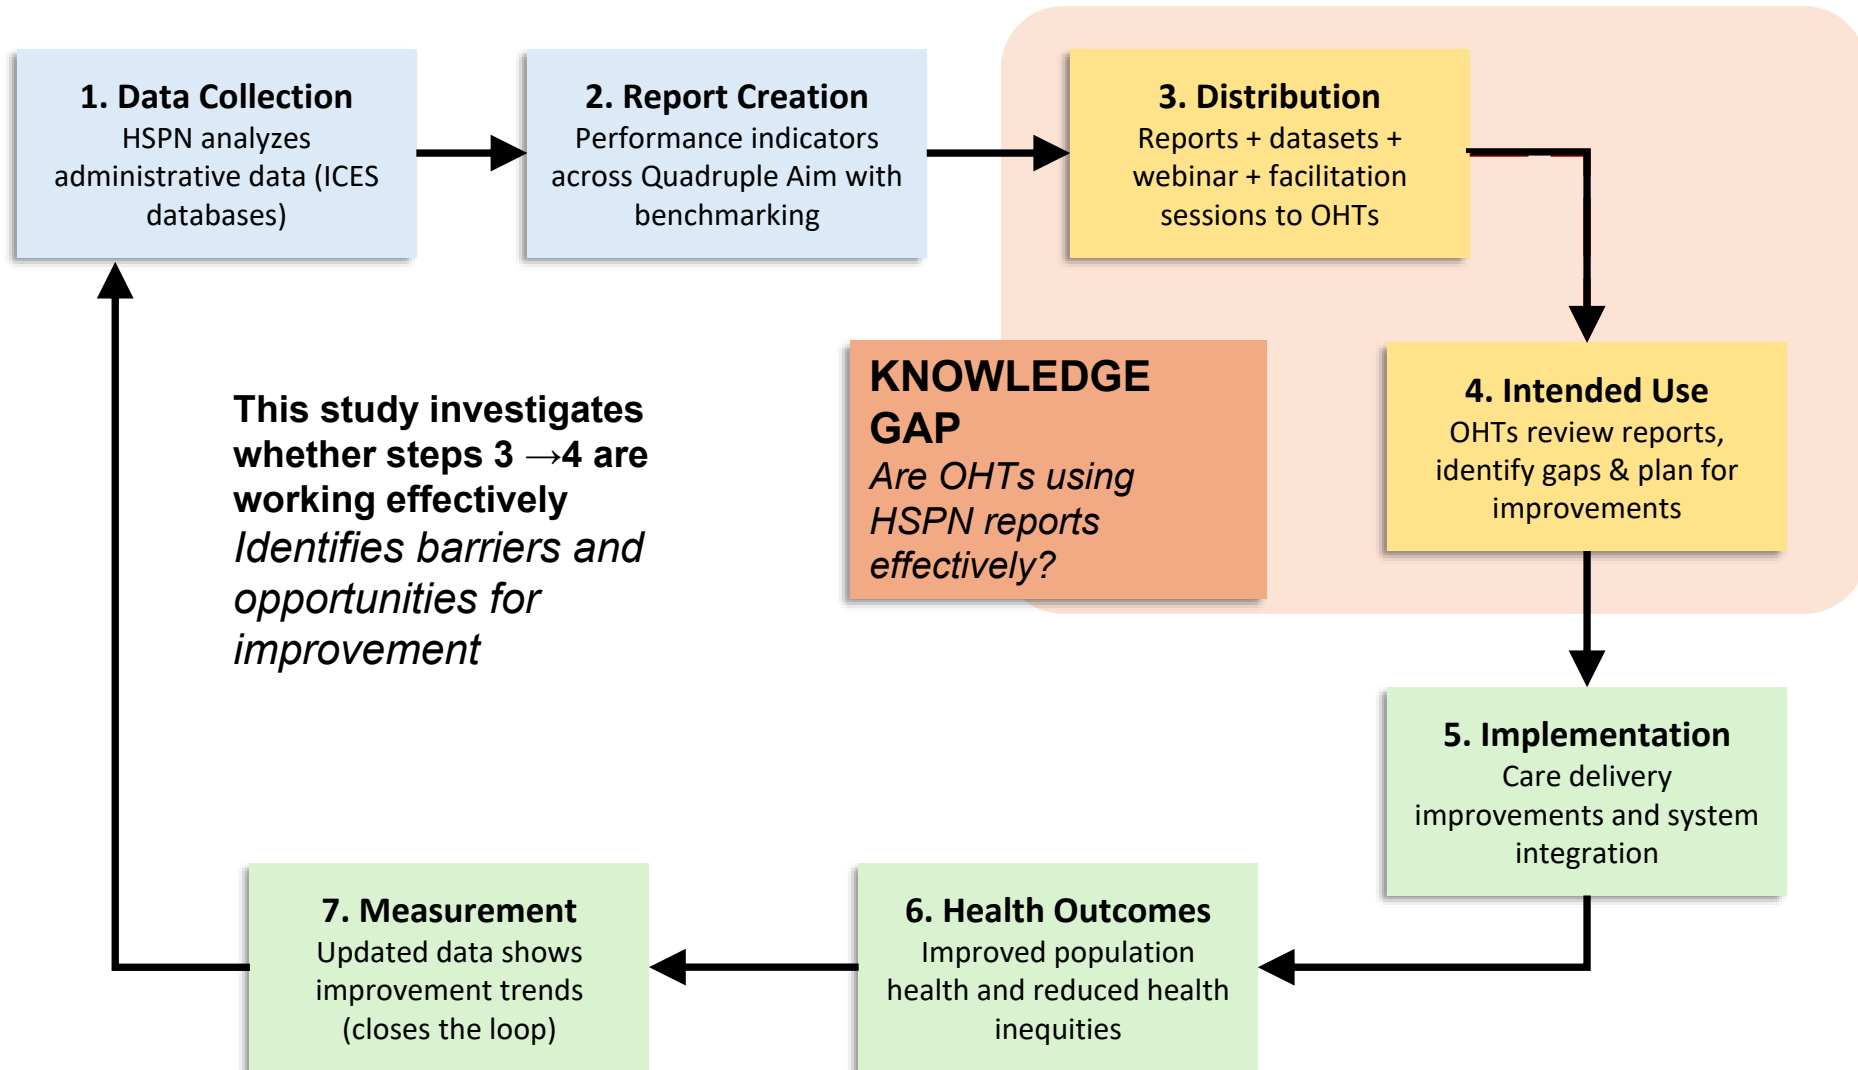 1. Data Collection
HSPN analyzes
administrative data (ICES
databases)
2. Report Creation
Performance indicators
across Quadruple Aim with
benchmarking
3. Distribution
Reports + datasets +
webinar + facilitation
sessions to OHTs
This study investigates
whether steps 3 →4 are
working effectively
Identifies barriers and
opportunities for
improvement
KNOWLEDGE
GAP
Are OHTs using
HSPN reports
effectively?
4. Intended Use
OHTs review reports,
identify gaps & plan for
improvements
5. Implementation
Care delivery
improvements and system
integration
6. Health Outcomes
Improved population
health and reduced health
inequities
7. Measurement
Updated data shows
improvement trends
(closes the loop)